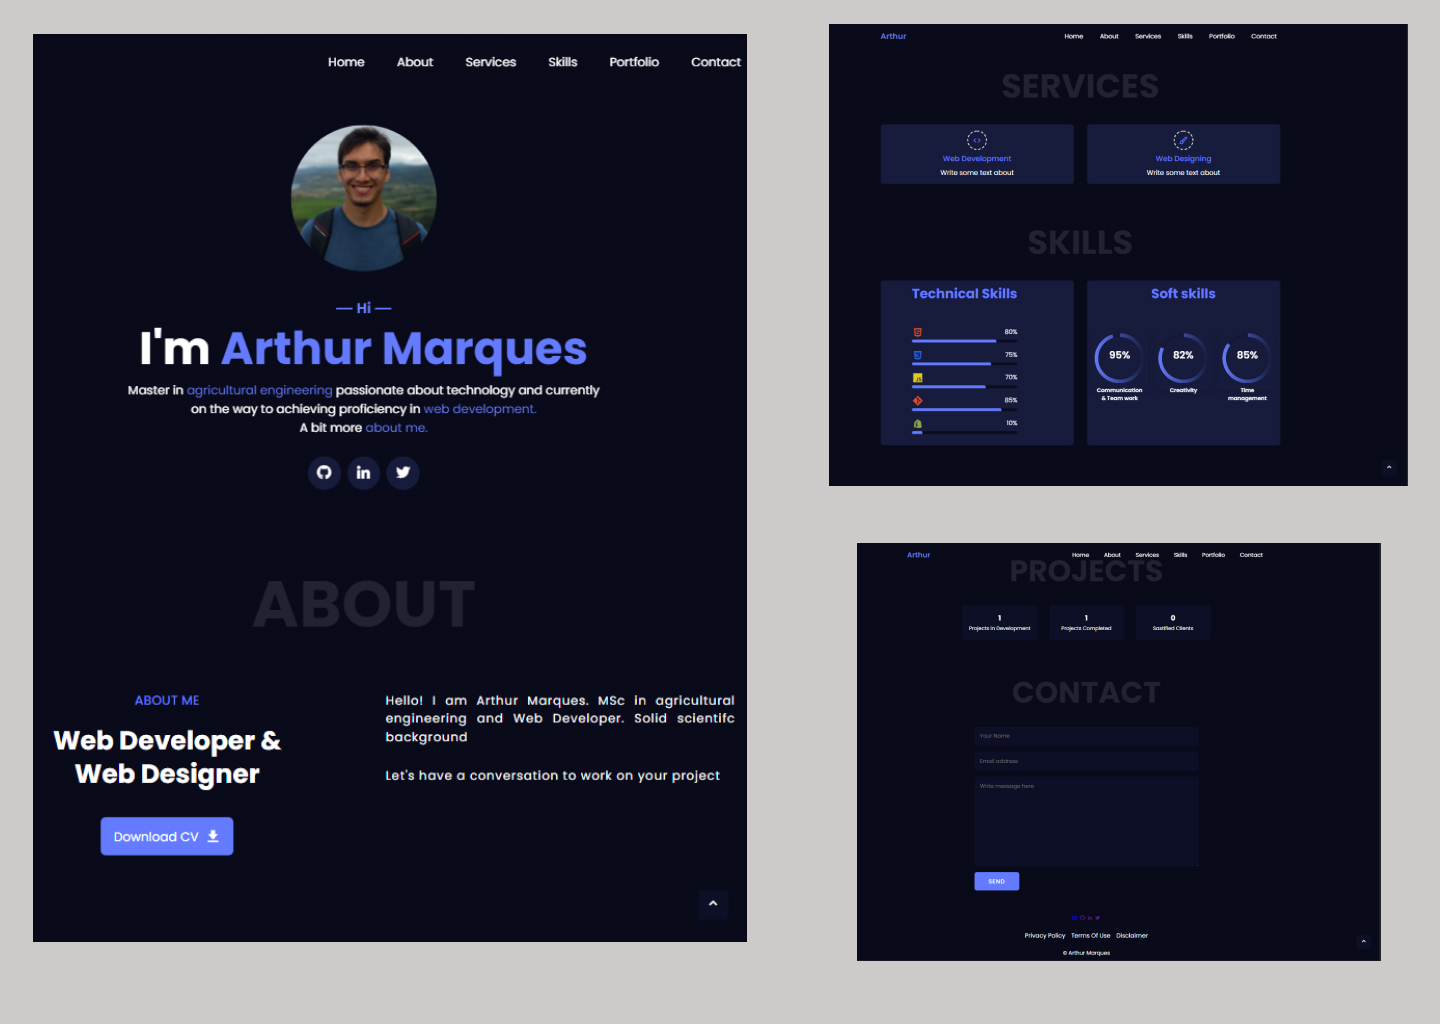 Home About Services Skills Portfolio Contact
— Hi —
I'm Arthur Marques
Master in agricultural engineering passionate about technology and currently
on the way to achieving proficiency in web development.
A bit more about me.
ABOUT
ABOUT ME
Web Developer &
Web Designer
Download CV
Hello! I am Arthur Marques. MSc in agricultural
engineering and Web Developer. Solid scientifc
background
Let's have a conversation to work on your project
Arthur Home About Services Skills Portfolio Contact
SERVICES
Web Development
Write some text about
Web Designing
Write some text about
SKILLS
Technical Skills
80%
75%
70%
85%
10%
Soft skills
95%
Communication
& Team work
82%
Creativity
85%
Time
management
Arthur Home About Services Skills Portfolio Contact
PROJECTS
1
Projects in Development
1
Projects Completed
0
Sastified Clients
CONTACT
Your Name
Email address
Write message here
SEND
Privacy Policy Terms Of Use Disclaimer
© Arthur Marques